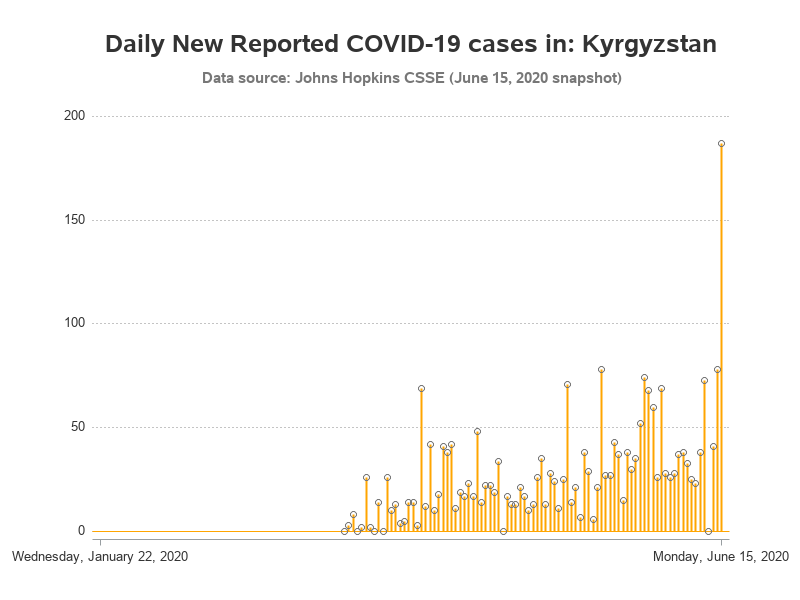 Daily New Reported COVID-19 cases in: Kyrgyzstan
Data source: Johns Hopkins CSSE (June 15, 2020 snapshot)
200
150
100
50
0
Wednesday, January 22, 2020
Monday, June 15, 2020